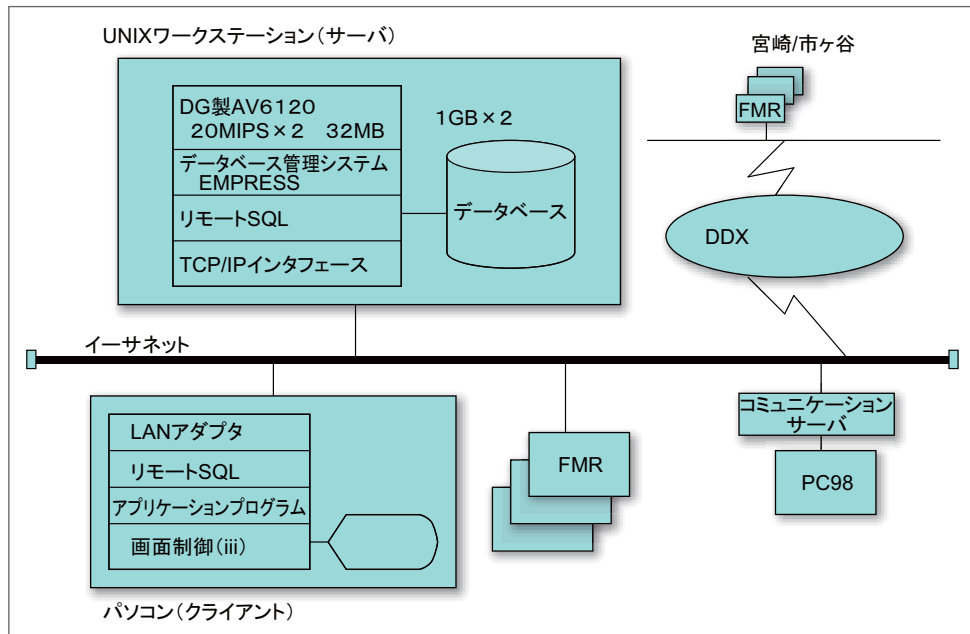 UNIXワークステーション(サーバ)
DG製AV6120
20MIPS×2 32MB
データベース管理システム
EMPRESS
リモートSQL
TCP/IPインタフェース
1GB×2
データベース
宮崎/市ヶ谷
FMR
DDX
イーサネット
LANアダプタ
リモートSQL
アプリケーションプログラム
画面制御(iii)
パソコン(クライアント)
FMR
コミュニケーション
サーバ
PC98